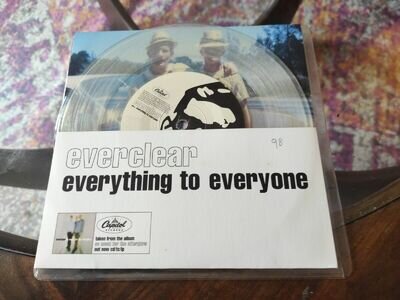 Capitol
everclear
98
everything to everyone
Capitol
RECORDS
taken from the album
so much for the afterglow
out now cd/tc/lp